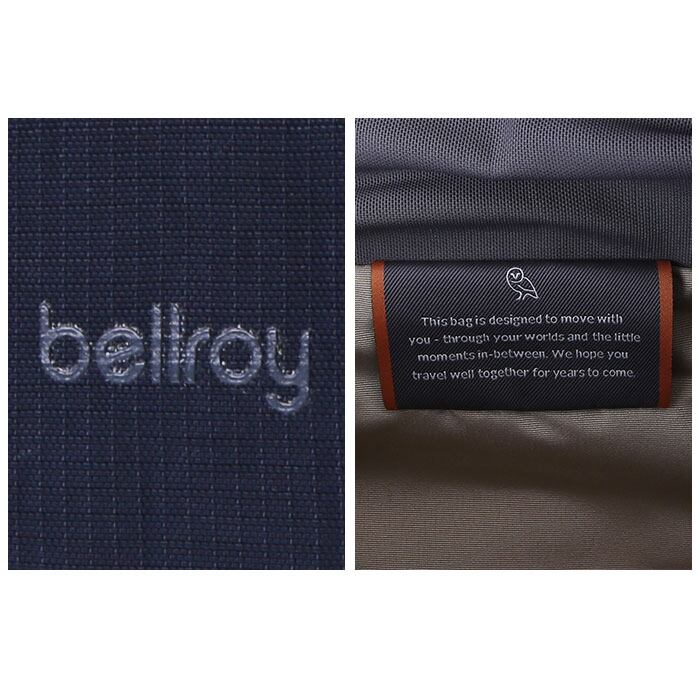 bellroy
This bag is designed to move with
you - through your worlds and the little
moments in-between. We hope you
travel well together for years to come.